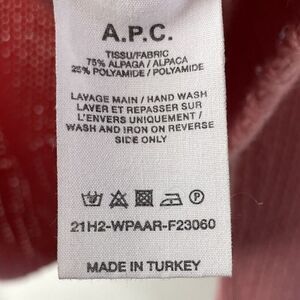 A.P.C.
TISSU/FABRIC
75% ALPAGA / ALPACA
25% POLYAMIDE / POLYAMIDE
LAVAGE MAIN / HAND WASH
LAVER ET REPASSER SUR
L'ENVERS UNIQUEMENT /
WASH AND IRON ON REVERSE
SIDE ONLY
P
21H2-WPAAR-F23060
MADE IN TURKEY